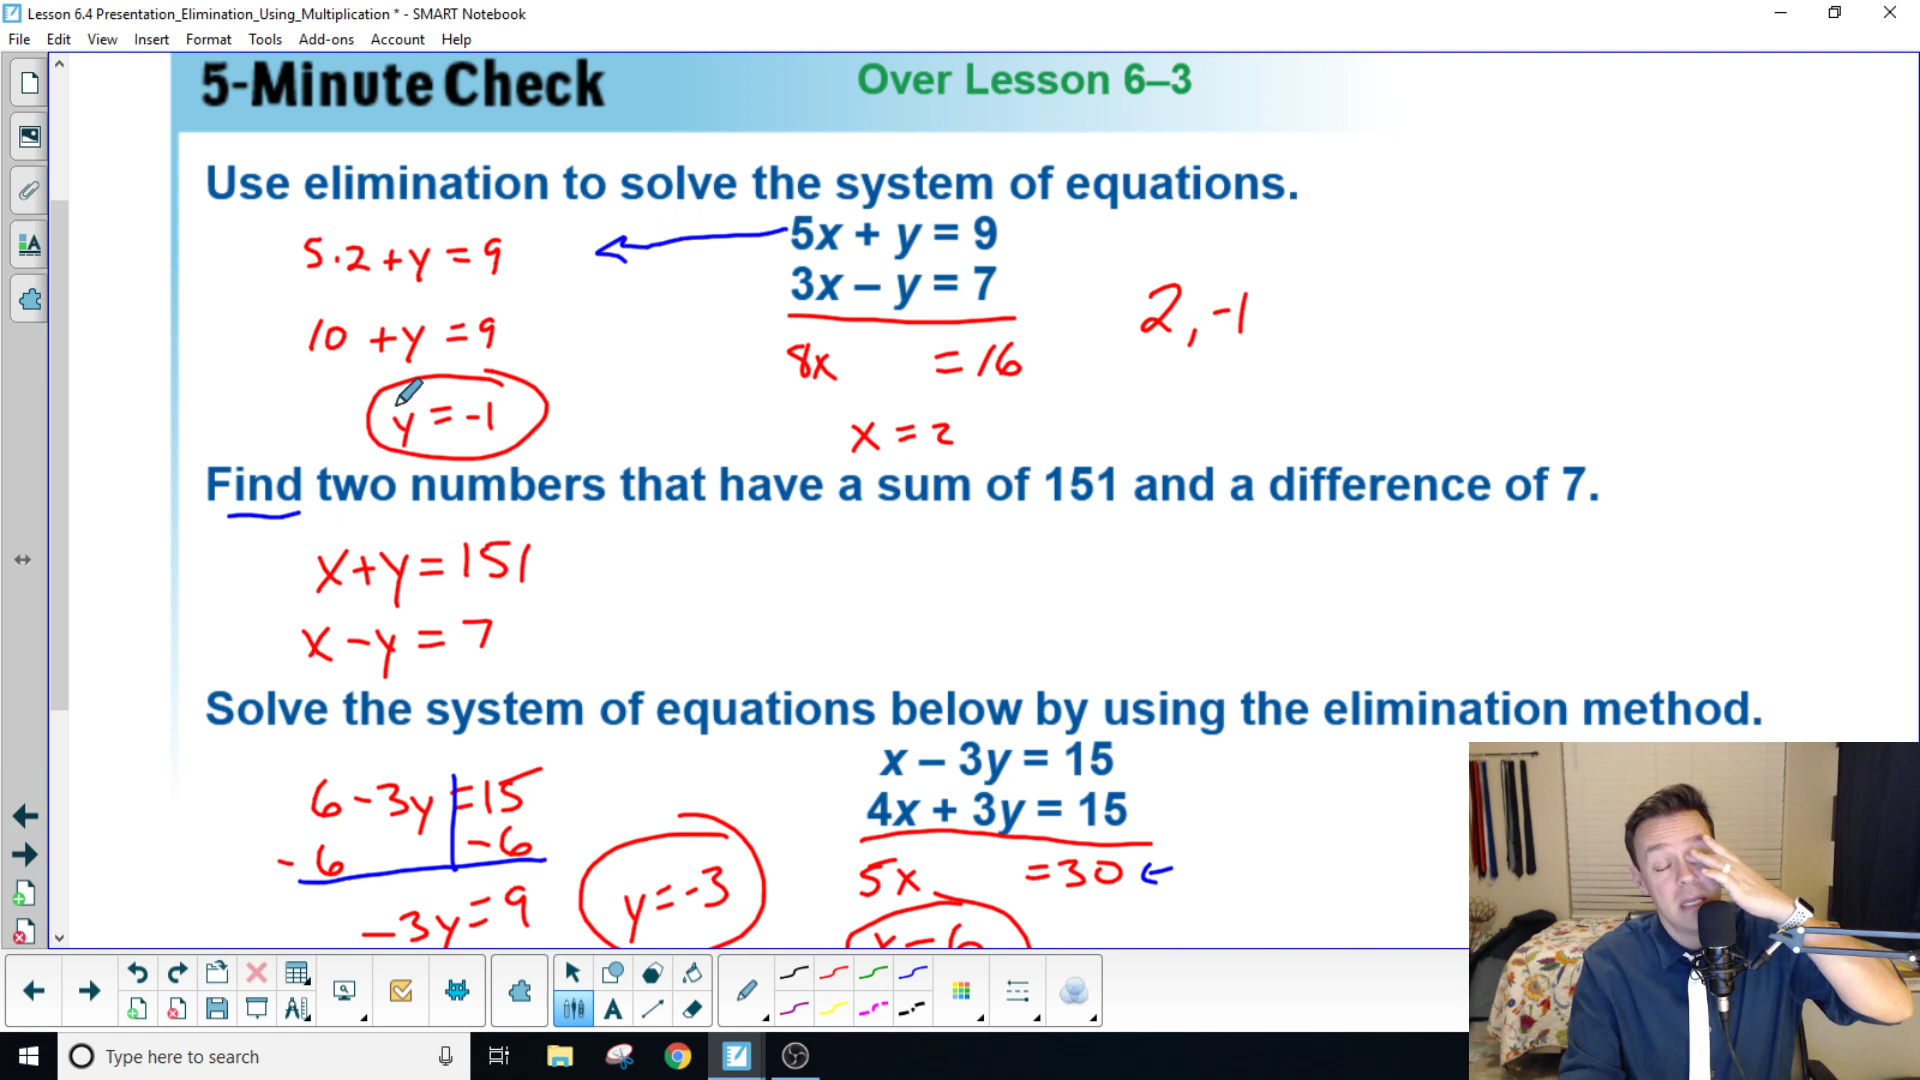 Lesson 6.4 Presentation_Elimination_Using_Multiplication * - SMART Notebook
File Edit View Insert Format Tools Add-ons Account Help
5-Minute Check
Over Lesson 6–3
Use elimination to solve the system of equations.
5x + y = 9
3x – y = 7
8x = 16
x = 2
5·2 + y = 9
10 + y = 9
y = -1
2, -1
Find two numbers that have a sum of 151 and a difference of 7.
x + y = 151
x - y = 7
Solve the system of equations below by using the elimination method.
x – 3y = 15
4x + 3y = 15
5x = 30
x = 6
6 - 3y = 15
- 6 - 6
-3y = 9
y = -3
Type here to search